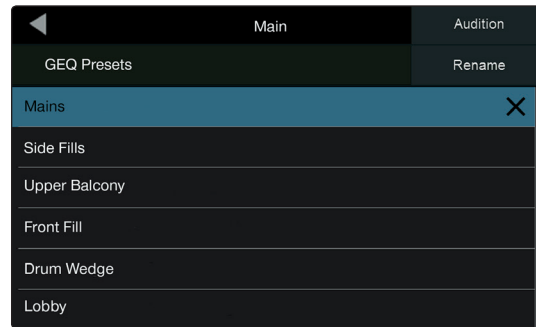 Main
Audition
GEQ Presets
Rename
Mains
Side Fills
Upper Balcony
Front Fill
Drum Wedge
Lobby